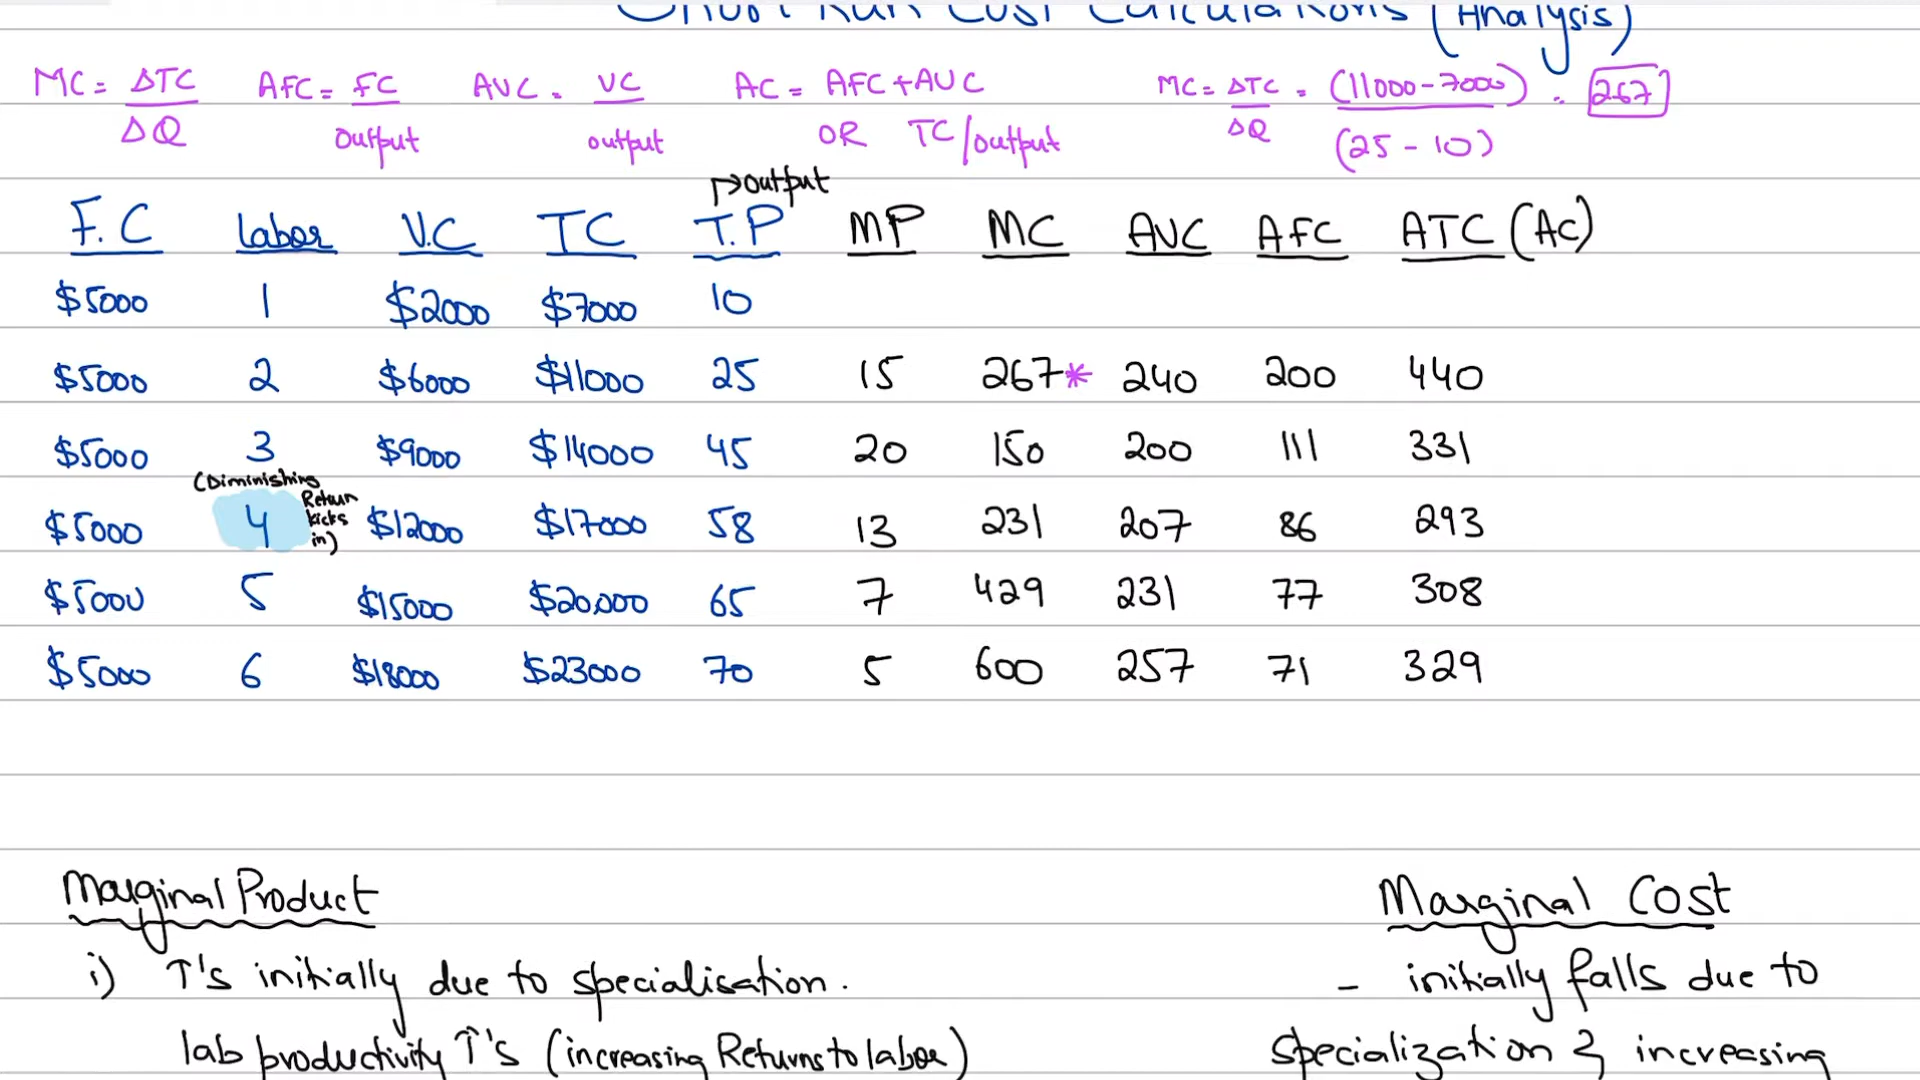 Short Run Cost Calculations (Analysis)
MC = ΔTC/ΔQ AFC = FC/output AVC = VC/output AC = AFC+AVC OR TC/output MC = ΔTC/ΔQ = (11000-7000)/(25-10) = 267
→output
F.C labor V.C TC T.P MP MC AVC AFC ATC (AC)
$5000 1 $2000 $7000 10
$5000 2 $6000 $11000 25 15 267* 240 200 440
$5000 3 $9000 $14000 45 20 150 200 111 331
(Diminishing Return kicks in)
$5000 4 $12000 $17000 58 13 231 207 86 293
$5000 5 $15000 $20,000 65 7 429 231 77 308
$5000 6 $18000 $23000 70 5 600 257 71 329
Marginal Product
i) ↑'s initially due to specialisation.
lab productivity ↑'s (increasing Returns to labor)
Marginal Cost
- initially falls due to
specialization & increasing